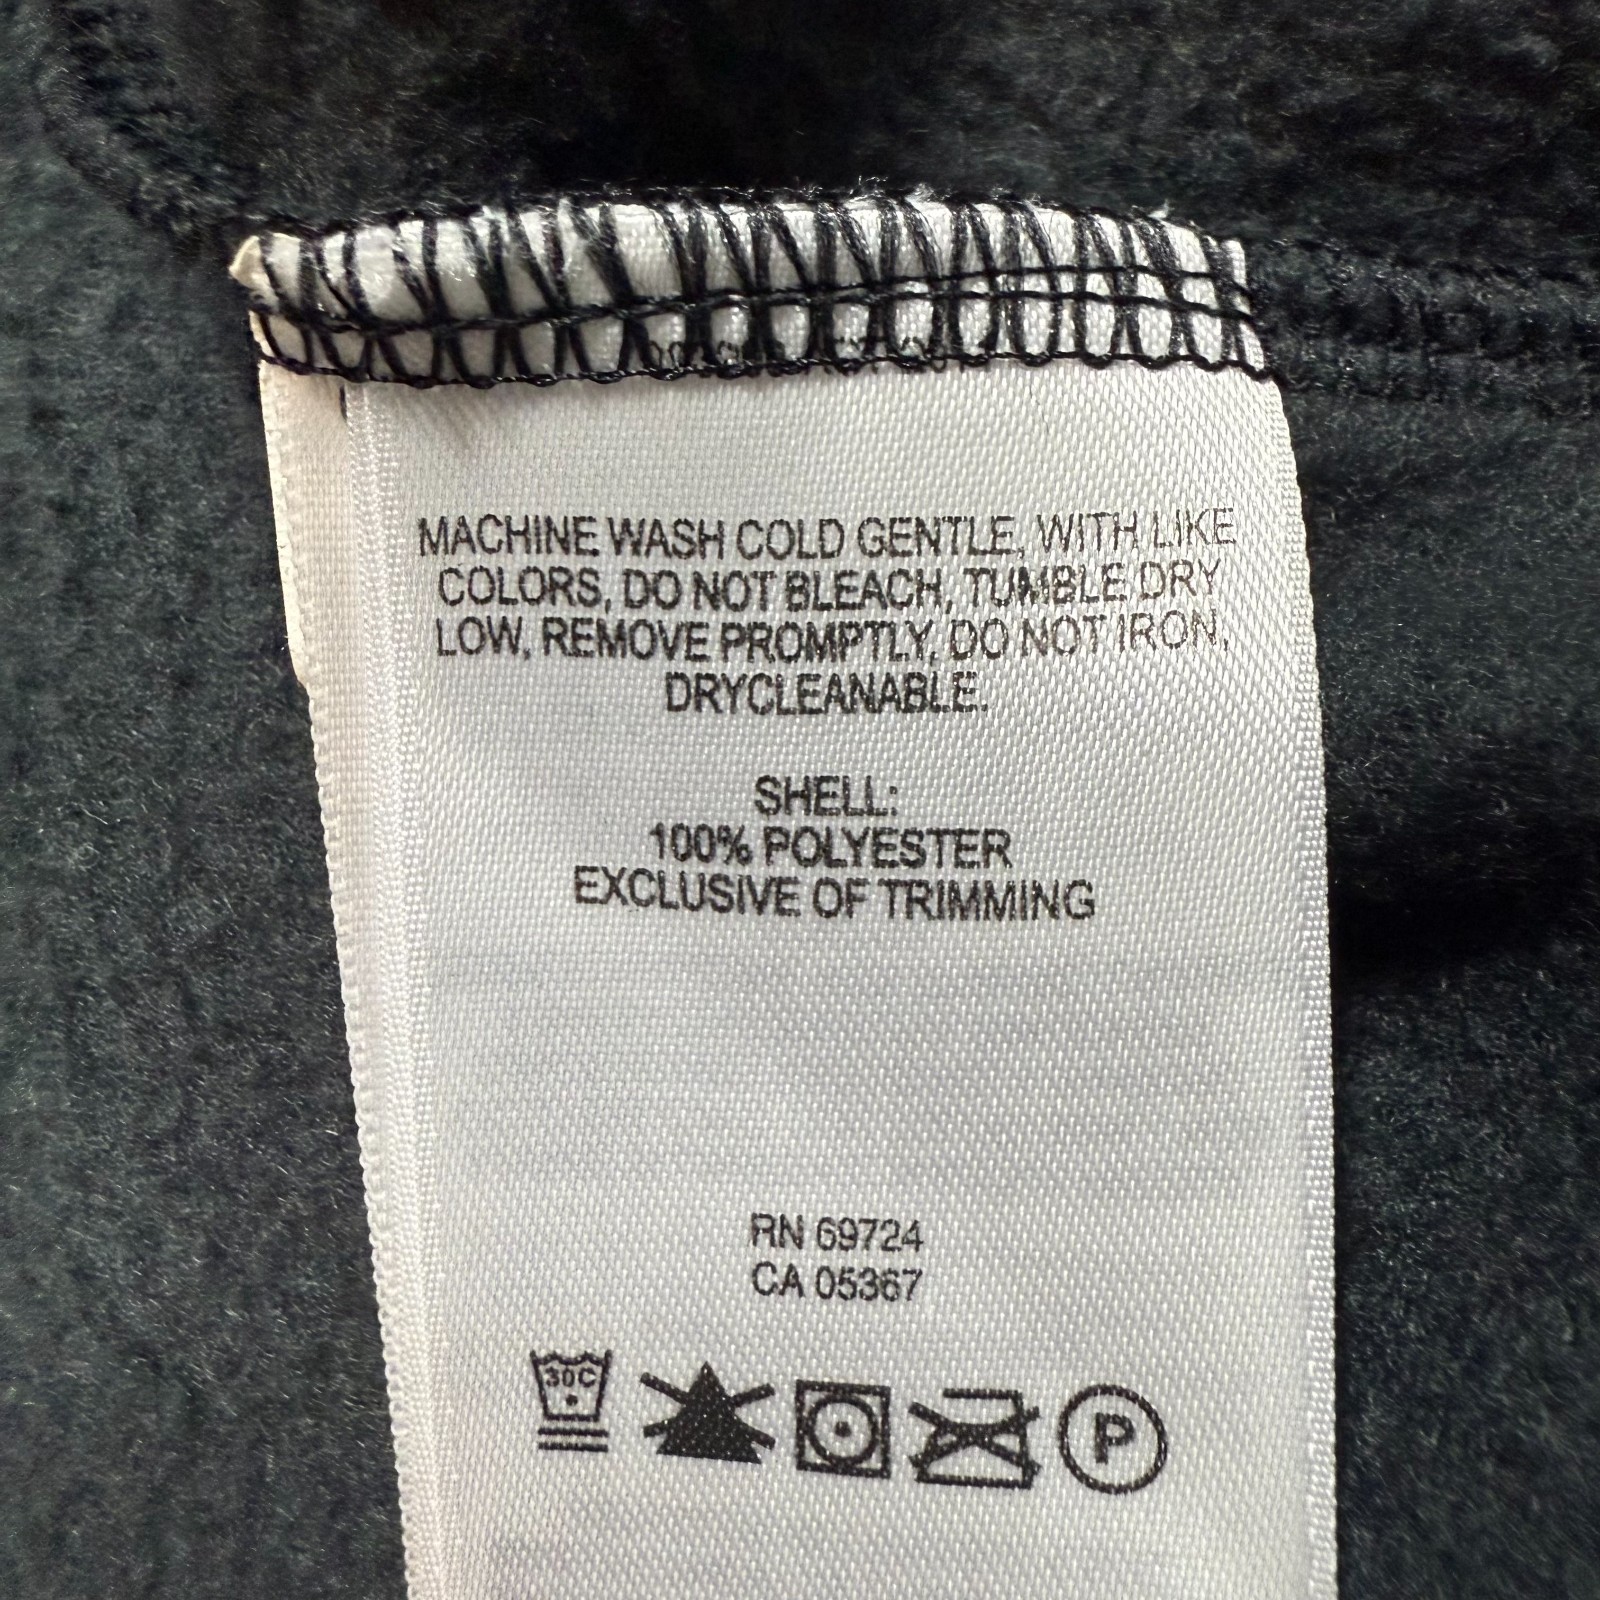 MACHINE WASH COLD GENTLE, WITH LIKE
COLORS, DO NOT BLEACH, TUMBLE DRY
LOW, REMOVE PROMPTLY, DO NOT IRON,
DRYCLEANABLE.
SHELL:
100% POLYESTER
EXCLUSIVE OF TRIMMING
RN 69724
CA 05367
30C
P